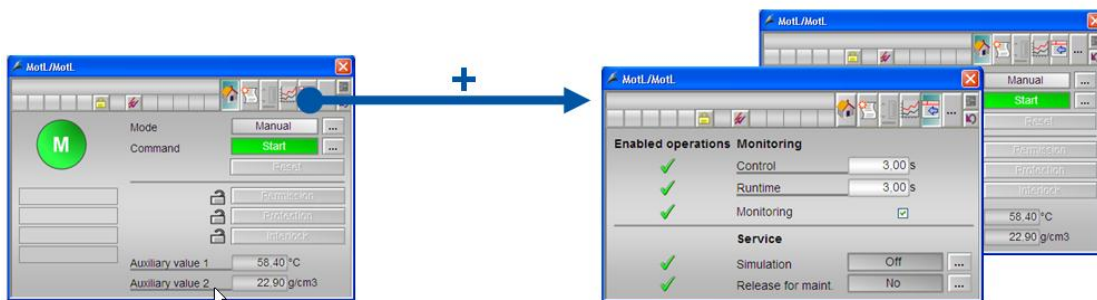 MotL/MotL
M
Mode Manual ...
Command Start ...
Reset
Permission
Protection
Interlock
Auxiliary value 1 58,40 °C
Auxiliary value 2 22,90 g/cm3
+
MotL/MotL
...
Manual ...
Start ...
Reset
Permission
Protection
Interlock
58,40 °C
22,90 g/cm3
MotL/MotL
...
Enabled operations Monitoring
Control 3,00 s
Runtime 3,00 s
Monitoring
Service
Simulation Off ...
Release for maint. No ...